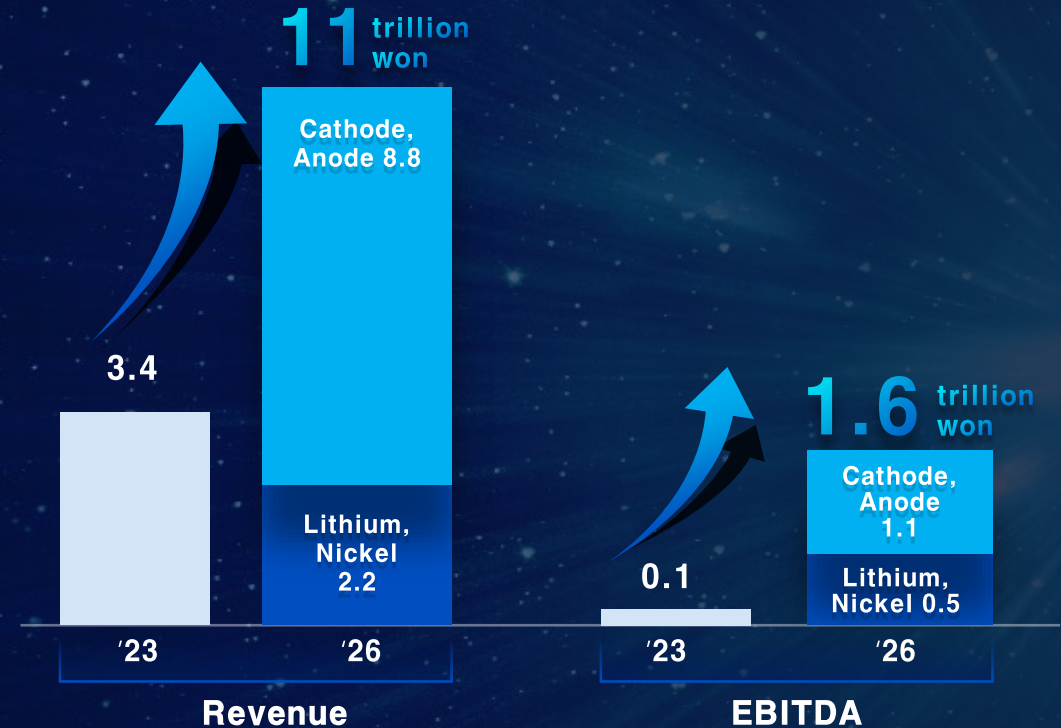 11 trillion
won
Cathode,
Anode 8.8
3.4
Lithium,
Nickel
2.2
'23
'26
Revenue
1.6 trillion
won
Cathode,
Anode
1.1
0.1
Lithium,
Nickel 0.5
'23
'26
EBITDA